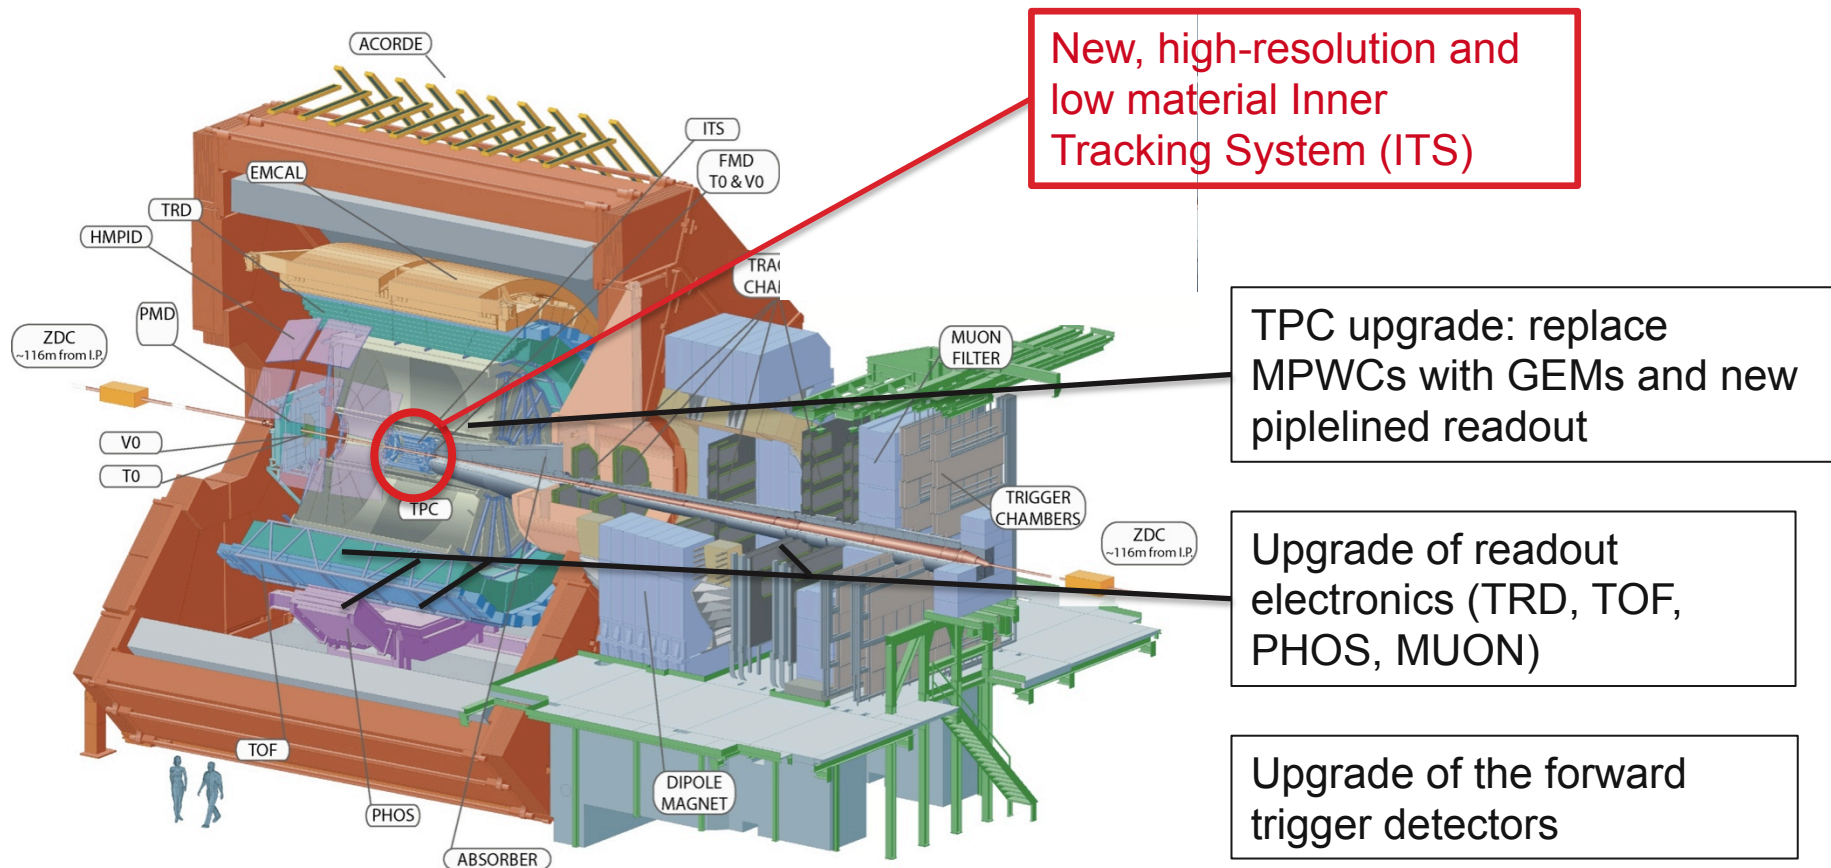 ACORDE
New, high-resolution and
low material Inner
Tracking System (ITS)
ITS
FMD
T0 & V0
EMCAL
TRD
HMPID
PMD
ZDC
~116m from I.P.
V0
T0
TPC
MUON
FILTER
TPC upgrade: replace
MPWCs with GEMs and new
piplelined readout
TRIGGER
CHAMBERS
ZDC
~116m from I.P.
Upgrade of readout
electronics (TRD, TOF,
PHOS, MUON)
TOF
PHOS
ABSORBER
DIPOLE
MAGNET
Upgrade of the forward
trigger detectors